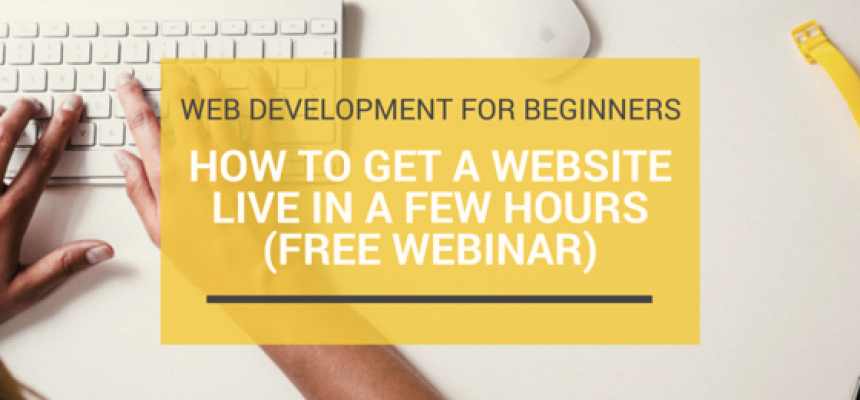 WEB DEVELOPMENT FOR BEGINNERS
HOW TO GET A WEBSITE
LIVE IN A FEW HOURS
(FREE WEBINAR)